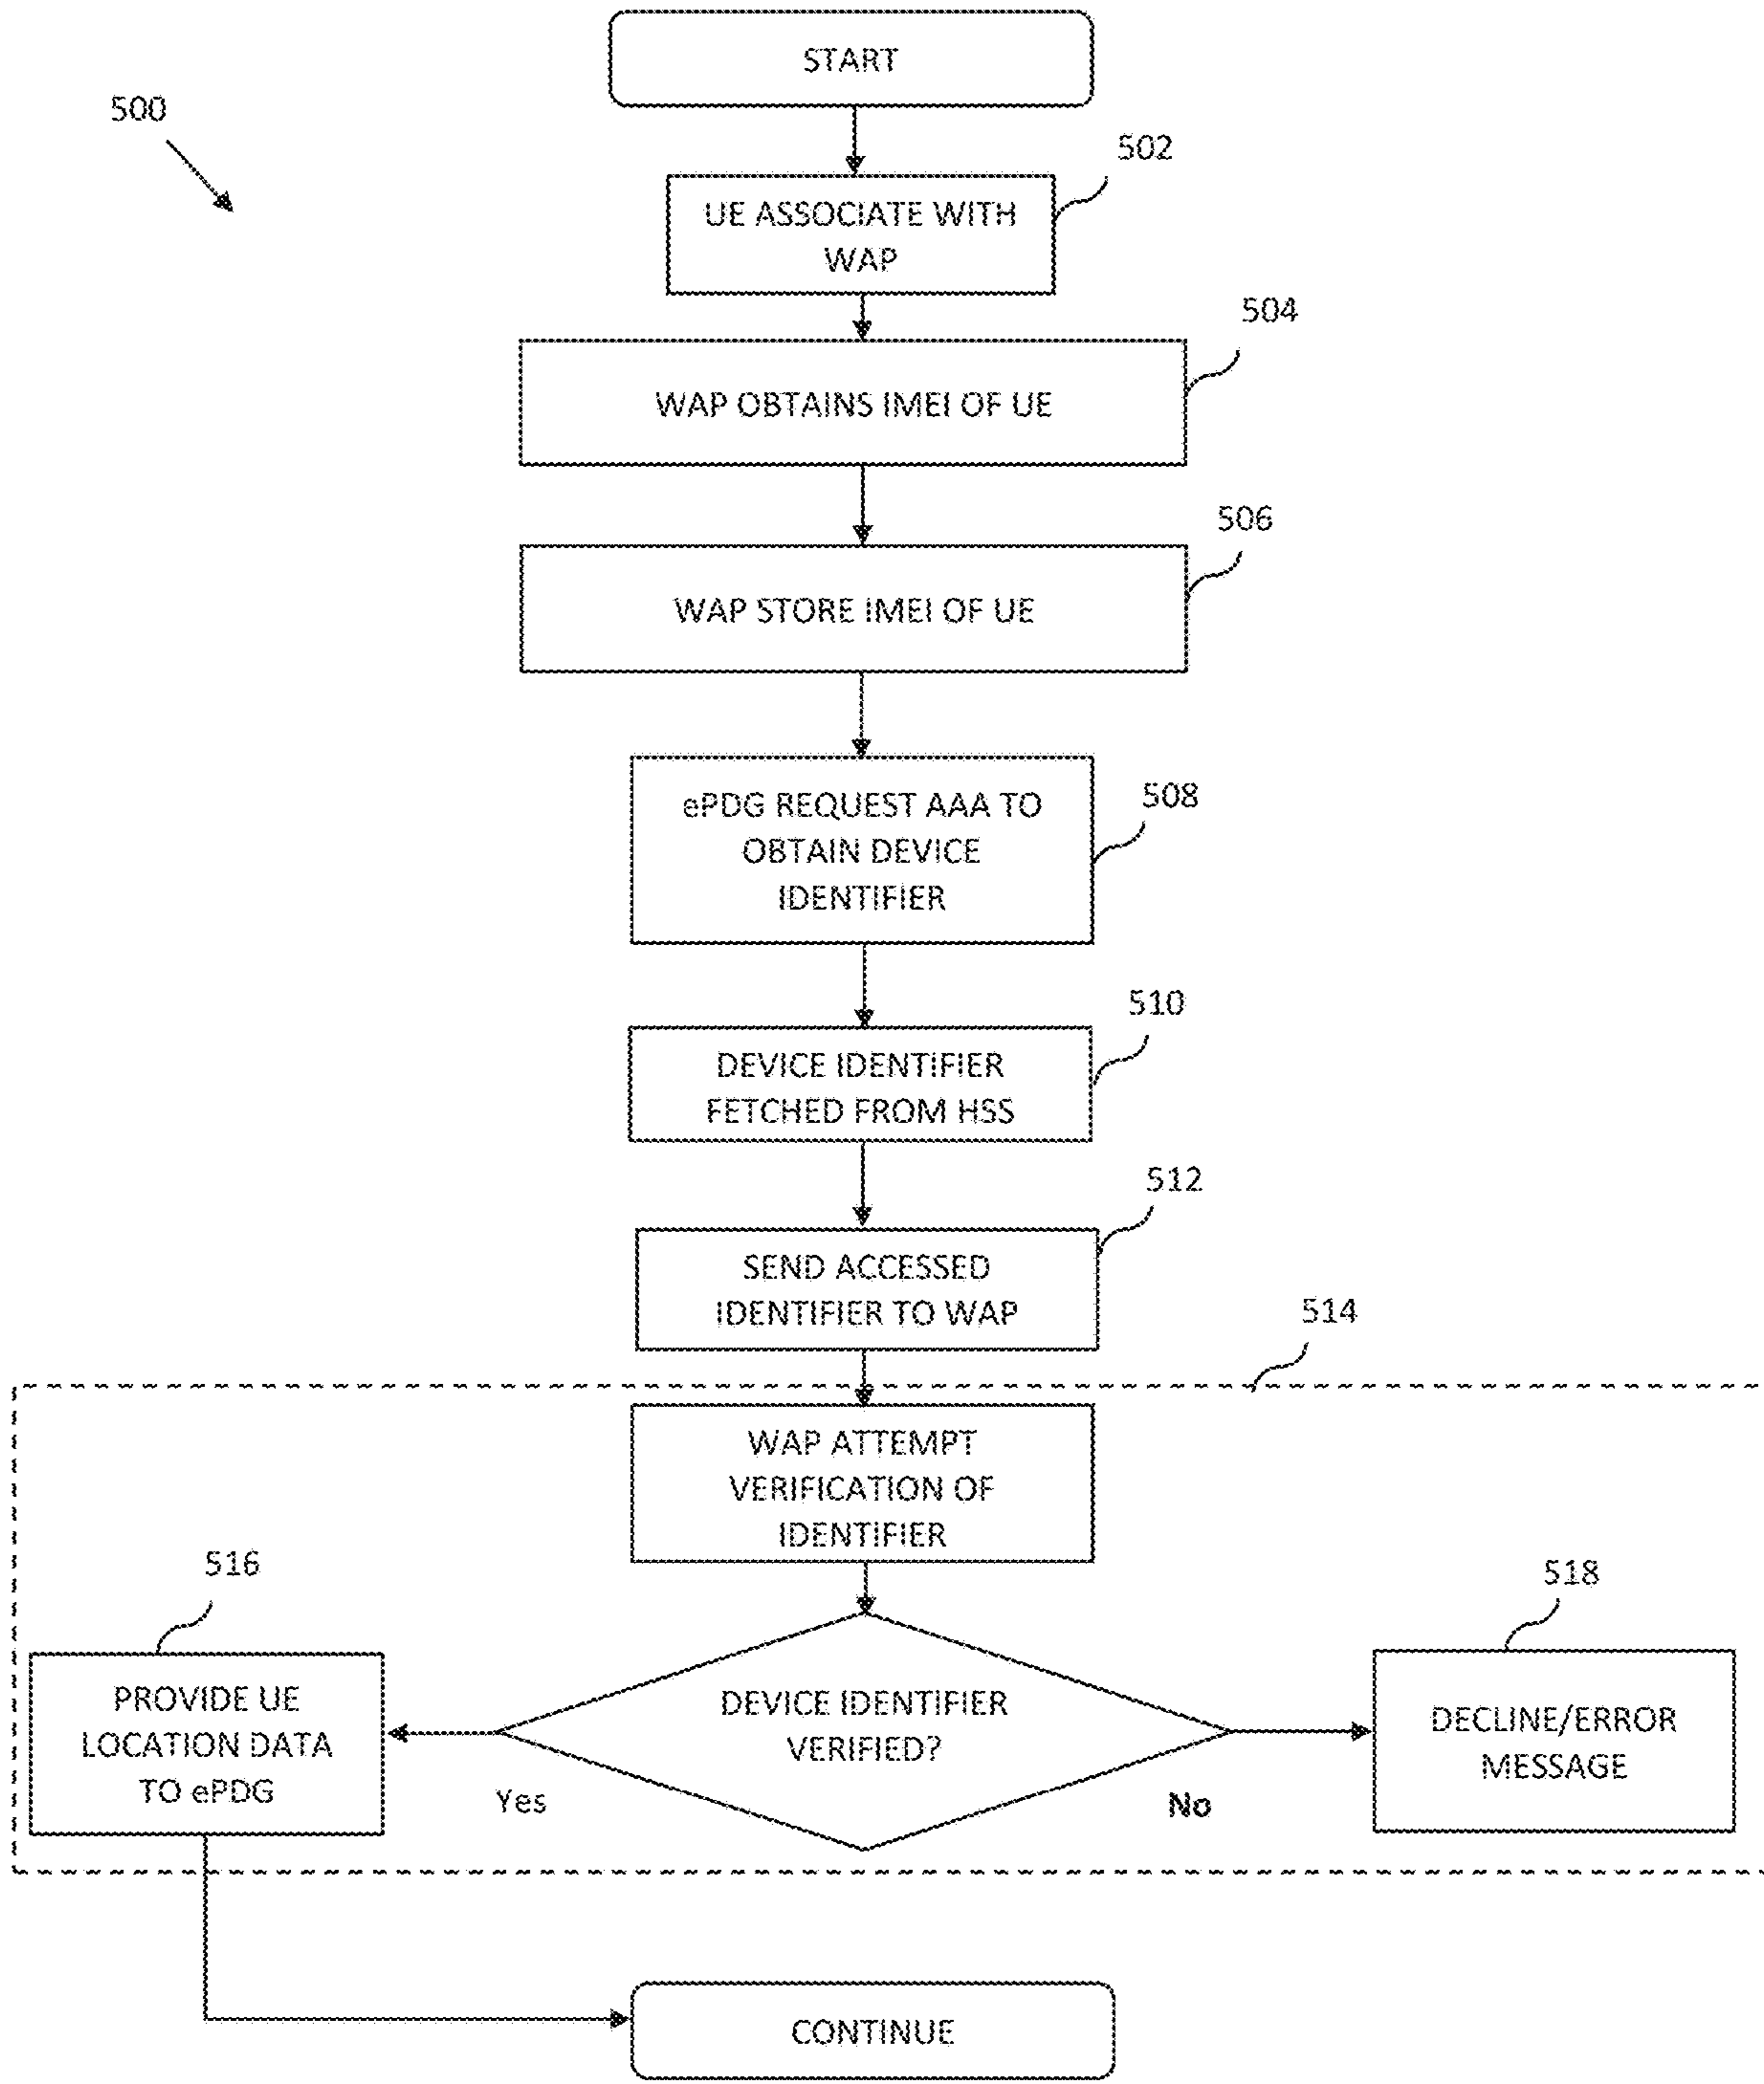 START
500
502
UE ASSOCIATE WITH
WAP
504
WAP OBTAINS IMEI OF UE
506
WAP STORE IMEI OF UE
508
ePDG REQUEST AAA TO
OBTAIN DEVICE
IDENTIFIER
510
DEVICE IDENTIFIER
FETCHED FROM HSS
512
SEND ACCESSED
IDENTIFIER TO WAP
514
WAP ATTEMPT
VERIFICATION OF
IDENTIFIER
516
518
PROVIDE UE
LOCATION DATA
TO ePDG
DEVICE IDENTIFIER
VERIFIED?
DECLINE/ERROR
MESSAGE
Yes
No
CONTINUE